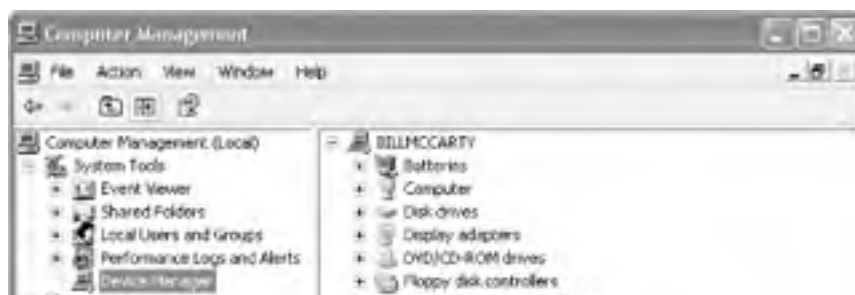 Computer Management
File Action View Window Help
Computer Management (Local)
System Tools
Event Viewer
Shared Folders
Local Users and Groups
Performance Logs and Alerts
Device Manager
BILLMCCARTY
Batteries
Computer
Disk drives
Display adapters
DVD/CD-ROM drives
Floppy disk controllers